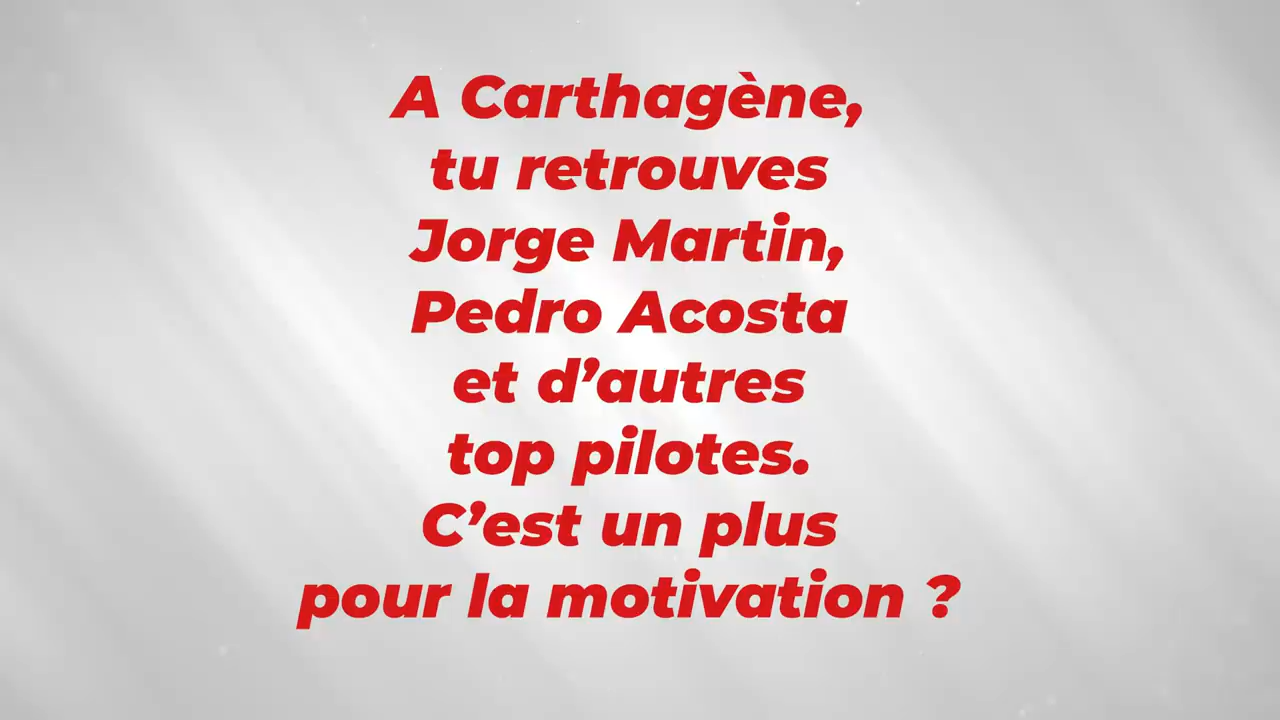 A Carthagène,
tu retrouves
Jorge Martin,
Pedro Acosta
et d’autres
top pilotes.
C’est un plus
pour la motivation ?